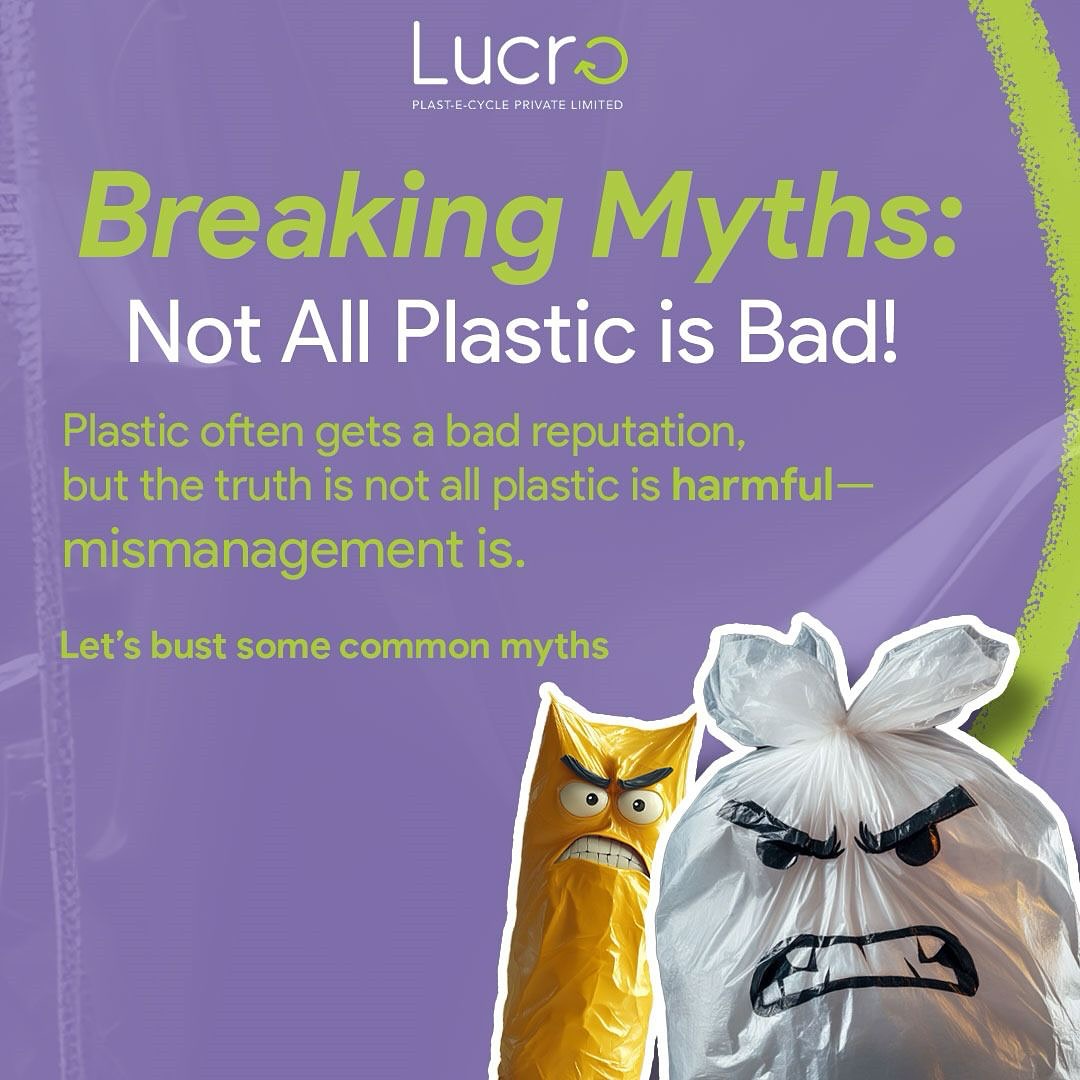 Lucro
PLAST-E-CYCLE PRIVATE LIMITED
Breaking Myths:
Not All Plastic is Bad!
Plastic often gets a bad reputation,
but the truth is not all plastic is harmful—
mismanagement is.
Let's bust some common myths